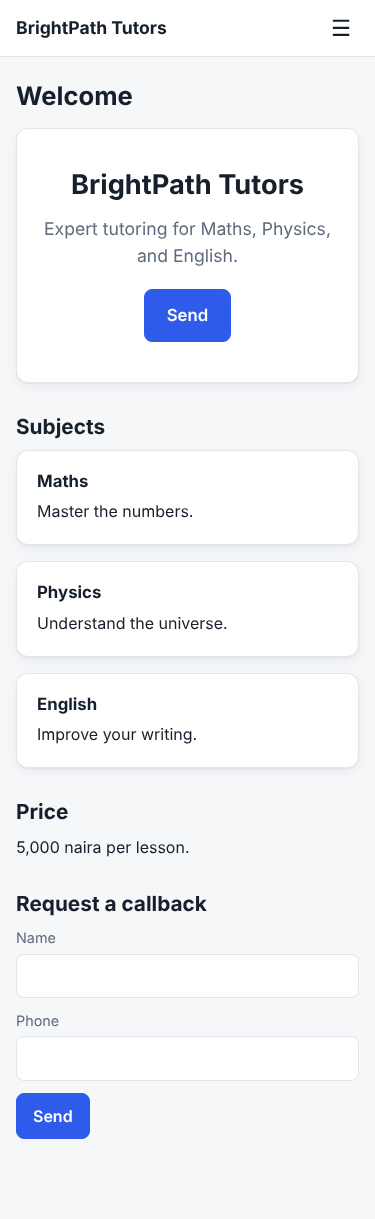 BrightPath Tutors ☰
Welcome
BrightPath Tutors
Expert tutoring for Maths, Physics,
and English.
Send
Subjects
Maths
Master the numbers.
Physics
Understand the universe.
English
Improve your writing.
Price
5,000 naira per lesson.
Request a callback
Name
Phone
Send